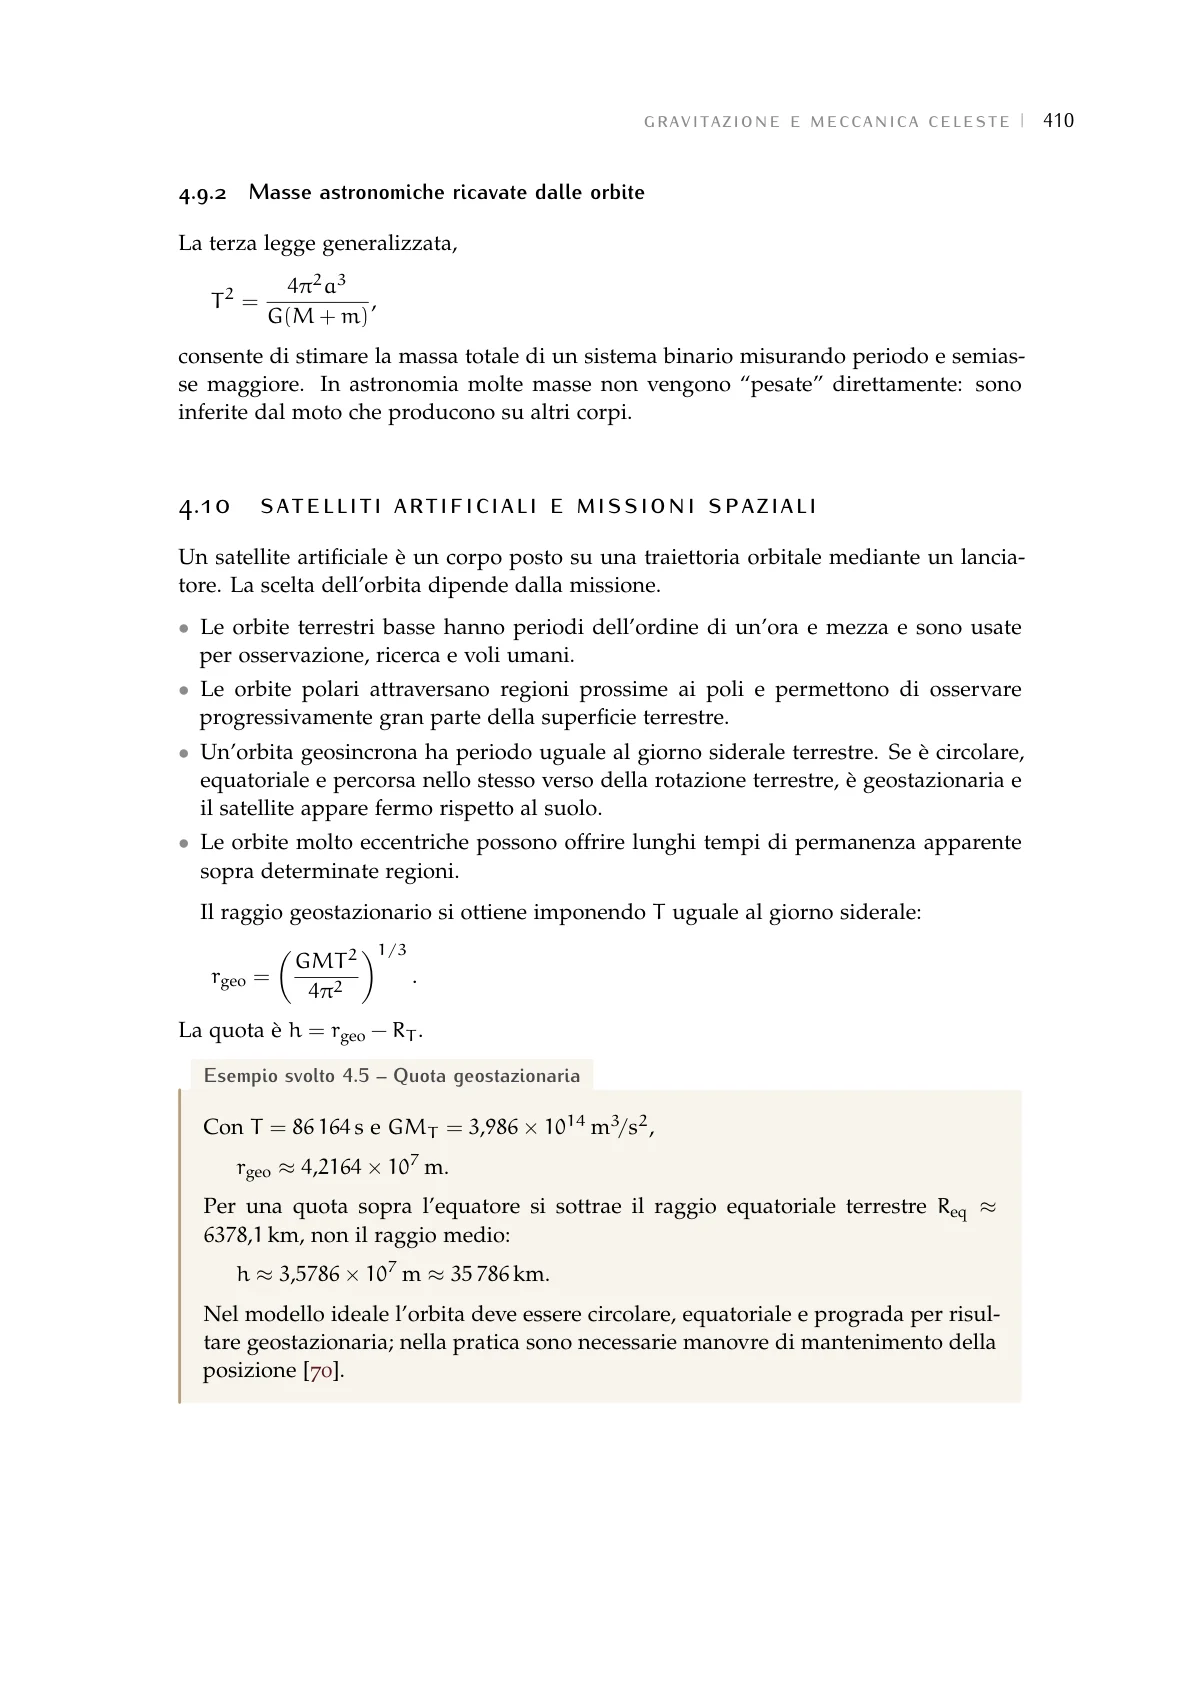 GRAVITAZIONE E MECCANICA CELESTE | 410
4.9.2 Masse astronomiche ricavate dalle orbite
La terza legge generalizzata,
T² = 4π²a³ / G(M + m),
consente di stimare la massa totale di un sistema binario misurando periodo e semias-
se maggiore. In astronomia molte masse non vengono “pesate” direttamente: sono
inferite dal moto che producono su altri corpi.
4.10 SATELLITI ARTIFICIALI E MISSIONI SPAZIALI
Un satellite artificiale è un corpo posto su una traiettoria orbitale mediante un lancia-
tore. La scelta dell’orbita dipende dalla missione.
• Le orbite terrestri basse hanno periodi dell’ordine di un’ora e mezza e sono usate
per osservazione, ricerca e voli umani.
• Le orbite polari attraversano regioni prossime ai poli e permettono di osservare
progressivamente gran parte della superficie terrestre.
• Un’orbita geosincrona ha periodo uguale al giorno siderale terrestre. Se è circolare,
equatoriale e percorsa nello stesso verso della rotazione terrestre, è geostazionaria e
il satellite appare fermo rispetto al suolo.
• Le orbite molto eccentriche possono offrire lunghi tempi di permanenza apparente
sopra determinate regioni.
Il raggio geostazionario si ottiene imponendo T uguale al giorno siderale:
r_geo = (GMT² / 4π²)^1/3.
La quota è h = r_geo − R_T.
Esempio svolto 4.5 – Quota geostazionaria
Con T = 86 164 s e GM_T = 3,986 × 10¹⁴ m³/s²,
r_geo ≈ 4,2164 × 10⁷ m.
Per una quota sopra l’equatore si sottrae il raggio equatoriale terrestre R_eq ≈
6378,1 km, non il raggio medio:
h ≈ 3,5786 × 10⁷ m ≈ 35 786 km.
Nel modello ideale l’orbita deve essere circolare, equatoriale e prograda per risul-
tare geostazionaria; nella pratica sono necessarie manovre di mantenimento della
posizione [70].